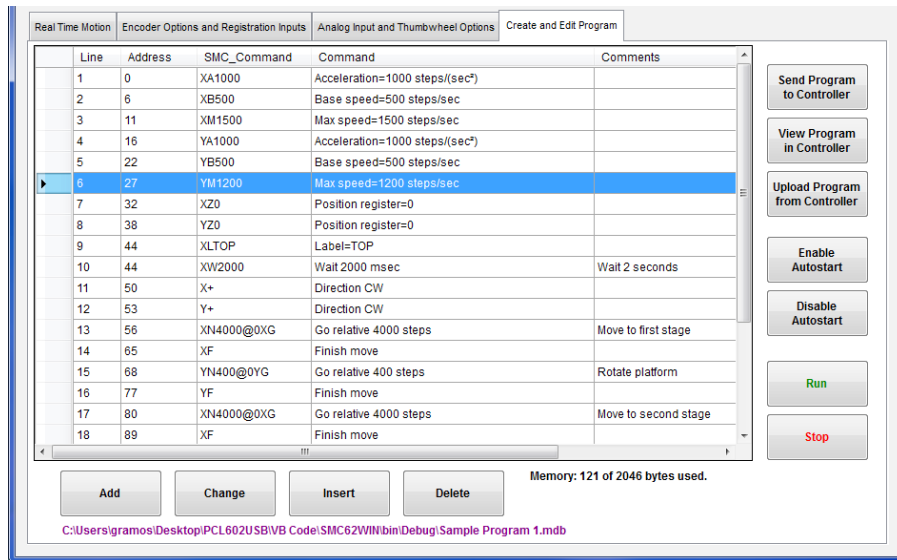 Real Time Motion Encoder Options and Registration Inputs Analog Input and Thumbwheel Options Create and Edit Program
Line Address SMC_Command Command Comments
1 0 XA1000 Acceleration=1000 steps/(sec²)
2 6 XB500 Base speed=500 steps/sec
3 11 XM1500 Max speed=1500 steps/sec
4 16 YA1000 Acceleration=1000 steps/(sec²)
5 22 YB500 Base speed=500 steps/sec
6 27 YM1200 Max speed=1200 steps/sec
7 32 XZ0 Position register=0
8 38 YZ0 Position register=0
9 44 XLTOP Label=TOP
10 44 XW2000 Wait 2000 msec Wait 2 seconds
11 50 X+ Direction CW
12 53 Y+ Direction CW
13 56 XN4000@0XG Go relative 4000 steps Move to first stage
14 65 XF Finish move
15 68 YN400@0YG Go relative 400 steps Rotate platform
16 77 YF Finish move
17 80 XN4000@0XG Go relative 4000 steps Move to second stage
18 89 XF Finish move
Send Program
to Controller
View Program
in Controller
Upload Program
from Controller
Enable
Autostart
Disable
Autostart
Run
Stop
Add Change Insert Delete
Memory: 121 of 2046 bytes used.
C:\Users\gramos\Desktop\PCL602USB\VB Code\SMC62WIN\bin\Debug\Sample Program 1.mdb